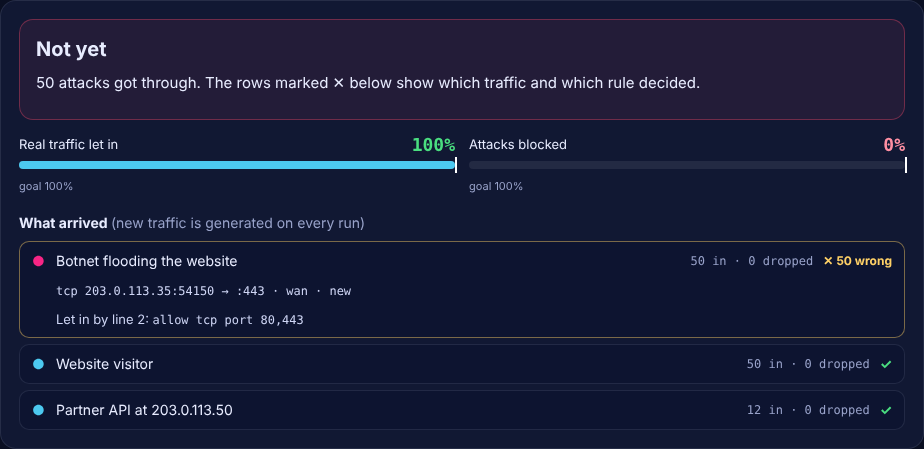 Not yet
50 attacks got through. The rows marked ✕ below show which traffic and which rule decided.
Real traffic let in 100%
goal 100%
Attacks blocked 0%
goal 100%
What arrived (new traffic is generated on every run)
Botnet flooding the website 50 in · 0 dropped ✕ 50 wrong
tcp 203.0.113.35:54150 → :443 · wan · new
Let in by line 2: allow tcp port 80,443
Website visitor 50 in · 0 dropped ✓
Partner API at 203.0.113.50 12 in · 0 dropped ✓